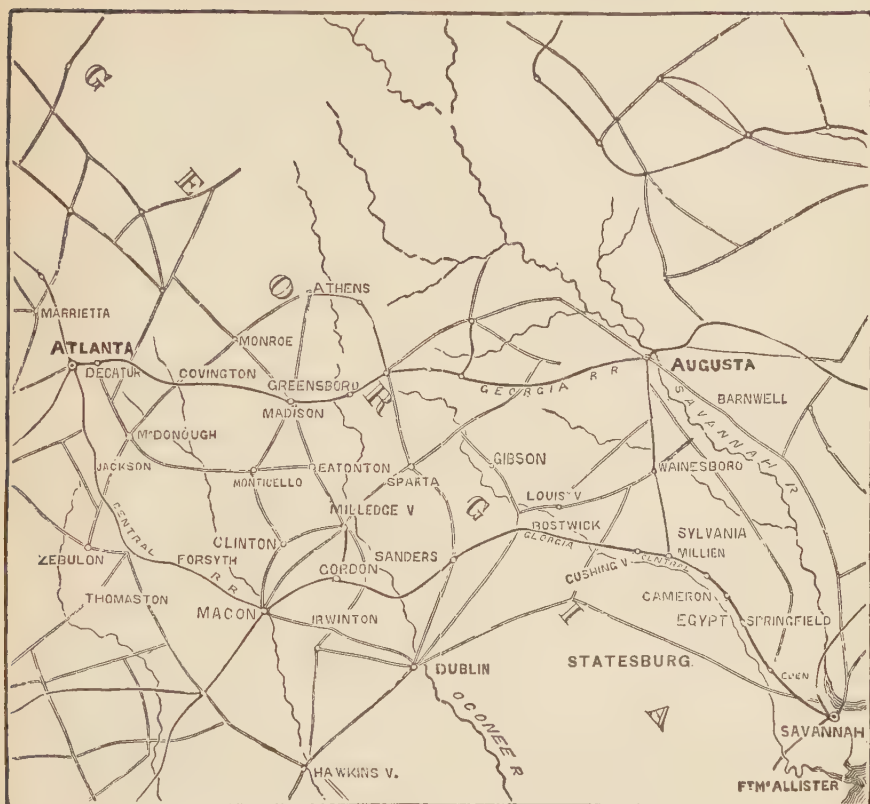 G
E
O
R
G
I
A
ATHENS
MARRIETTA
MONROE
ATLANTA
DECATUR
COVINGTON
GREENSBORO
AUGUSTA
GEORGIA R R
MADISON
BARNWELL
SAVANNAH R
McDONOUGH
JACKSON
MONTICELLO
EATONTON
SPARTA
GIBSON
WAINESBORO
LOUIS V
MILLEDGE V
BOSTWICK
CENTRAL R R
CLINTON
SANDERS
GEORGIA CENTRAL
SYLVANIA
MILLIEN
ZEBULON
FORSYTH
GORDON
CUSHING V
THOMASTON
CAMERON
MACON
IRWINTON
EGYPT
SPRINGFIELD
DUBLIN
STATESBURG.
OCONEE R
SAVANNAH
HAWKINS V.
FT Mc ALLISTER